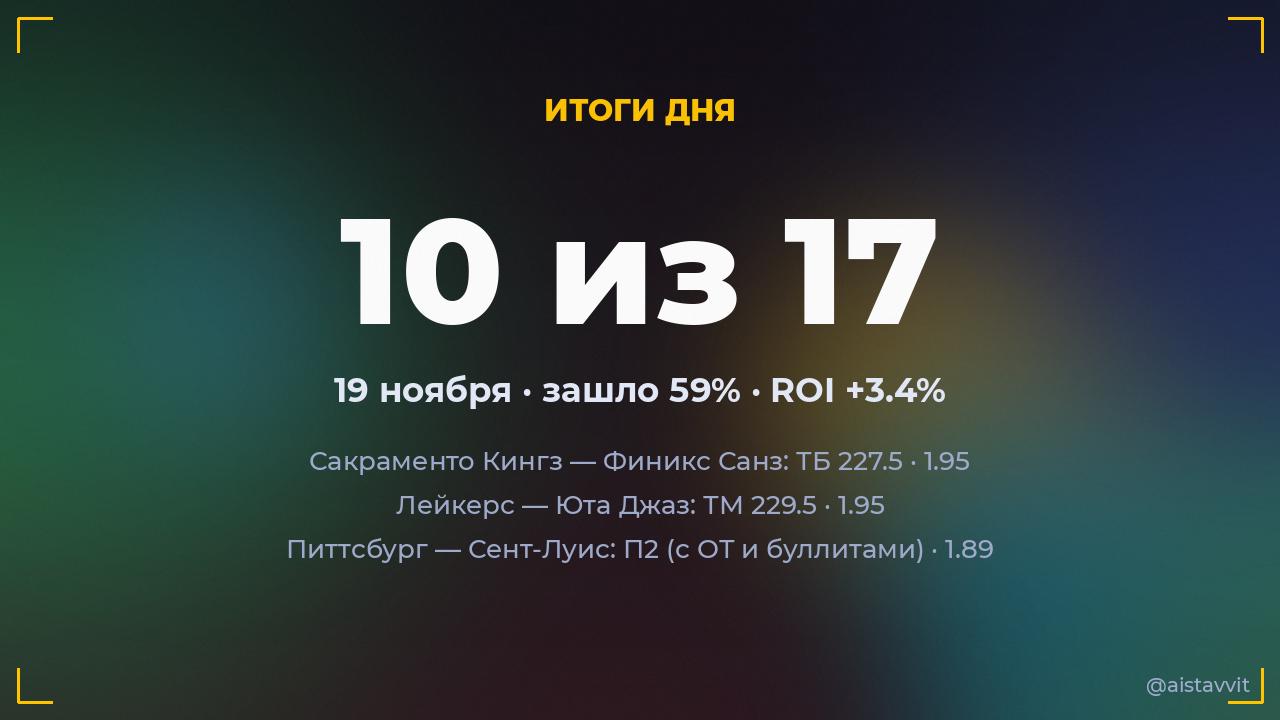 ИТОГИ ДНЯ
10 из 17
19 ноября · зашло 59% · ROI +3.4%
Сакраменто Кингз — Финикс Санз: ТБ 227.5 · 1.95
Лейкерс — Юта Джаз: ТМ 229.5 · 1.95
Питтсбург — Сент-Луис: П2 (с ОТ и буллитами) · 1.89
@aistavvit